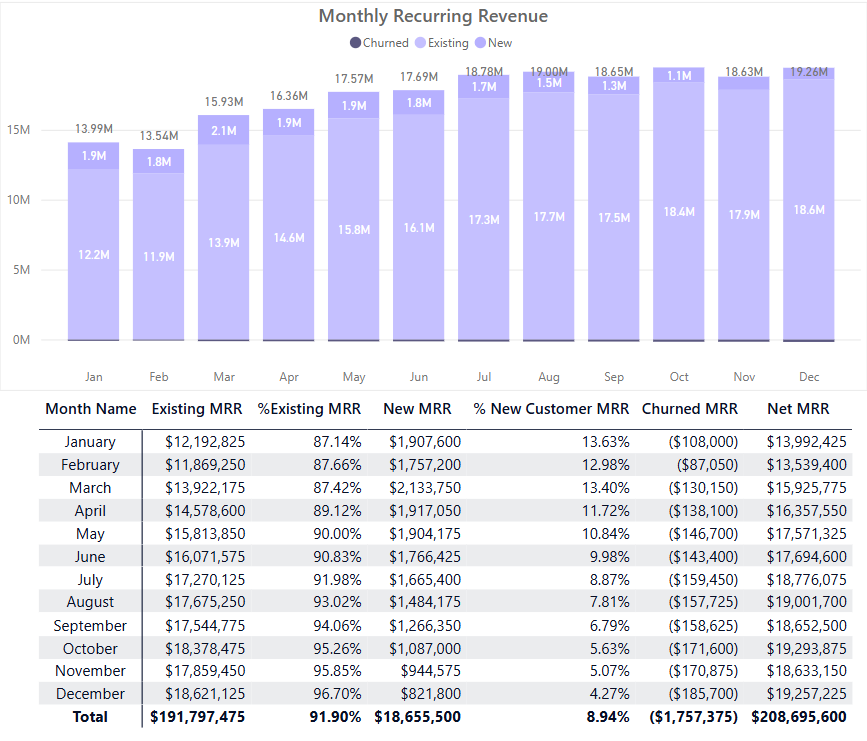 Monthly Recurring Revenue
Churned Existing New
13.99M 13.54M 15.93M 16.36M 17.57M 17.69M 18.78M 19.00M 18.65M 18.63M 19.26M
1.9M 1.8M 2.1M 1.9M 1.9M 1.8M 1.7M 1.5M 1.3M 1.1M
15M
10M
12.2M 11.9M 13.9M 14.6M 15.8M 16.1M 17.3M 17.7M 17.5M 18.4M 17.9M 18.6M
5M
0M
Jan Feb Mar Apr May Jun Jul Aug Sep Oct Nov Dec
Month Name Existing MRR %Existing MRR New MRR % New Customer MRR Churned MRR Net MRR
January $12,192,825 87.14% $1,907,600 13.63% ($108,000) $13,992,425
February $11,869,250 87.66% $1,757,200 12.98% ($87,050) $13,539,400
March $13,922,175 87.42% $2,133,750 13.40% ($130,150) $15,925,775
April $14,578,600 89.12% $1,917,050 11.72% ($138,100) $16,357,550
May $15,813,850 90.00% $1,904,175 10.84% ($146,700) $17,571,325
June $16,071,575 90.83% $1,766,425 9.98% ($143,400) $17,694,600
July $17,270,125 91.98% $1,665,400 8.87% ($159,450) $18,776,075
August $17,675,250 93.02% $1,484,175 7.81% ($157,725) $19,001,700
September $17,544,775 94.06% $1,266,350 6.79% ($158,625) $18,652,500
October $18,378,475 95.26% $1,087,000 5.63% ($171,600) $19,293,875
November $17,859,450 95.85% $944,575 5.07% ($170,875) $18,633,150
December $18,621,125 96.70% $821,800 4.27% ($185,700) $19,257,225
Total $191,797,475 91.90% $18,655,500 8.94% ($1,757,375) $208,695,600